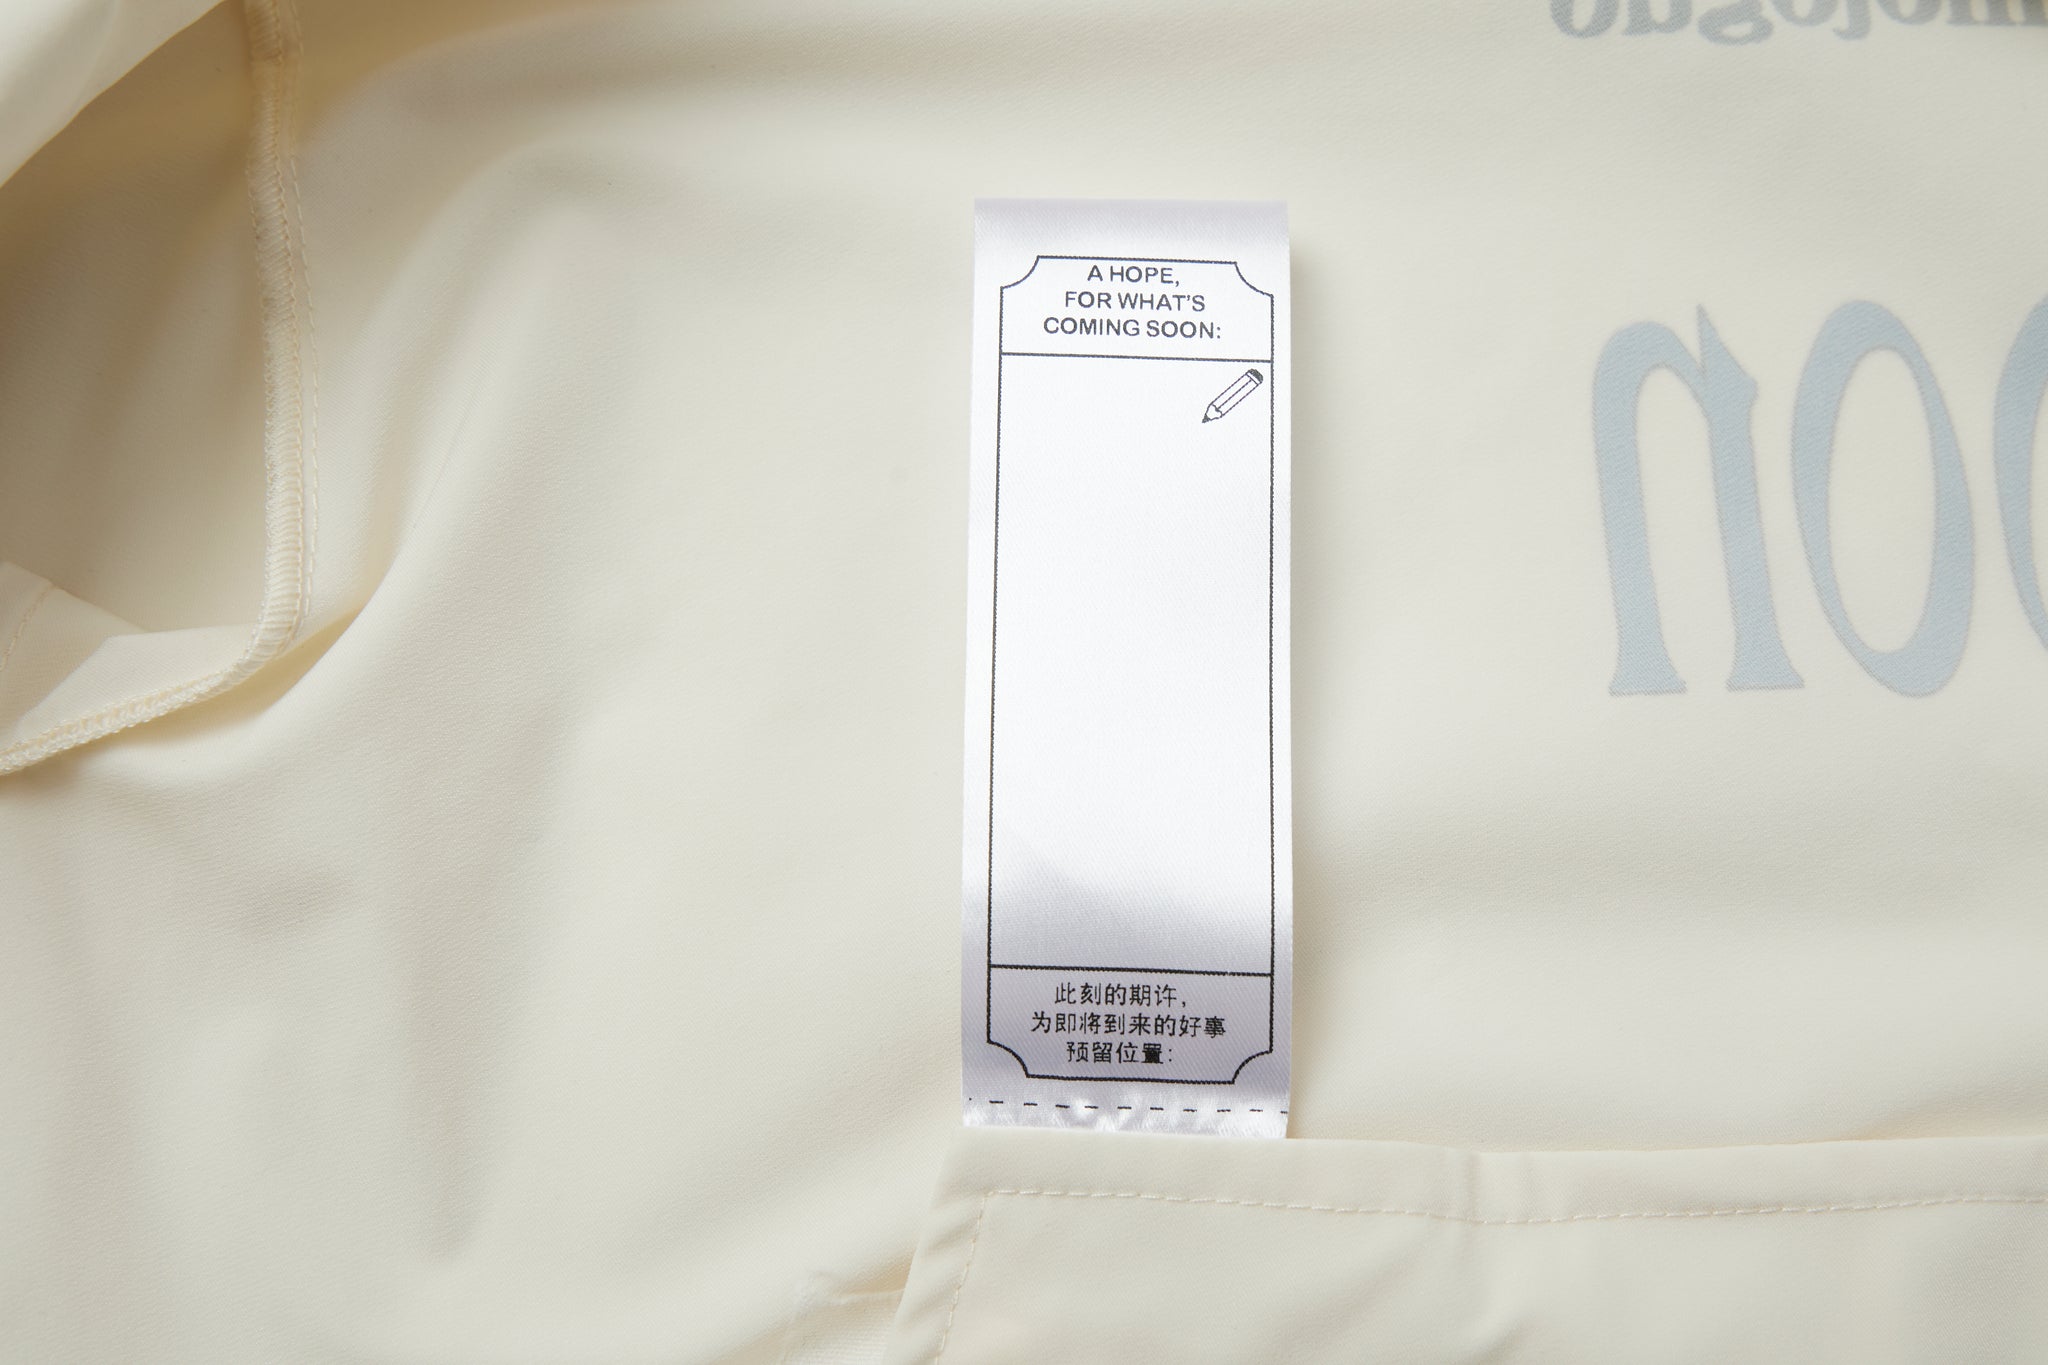 A HOPE,
FOR WHAT'S
COMING SOON:
此刻的期许，
为即将到来的好事
预留位置：